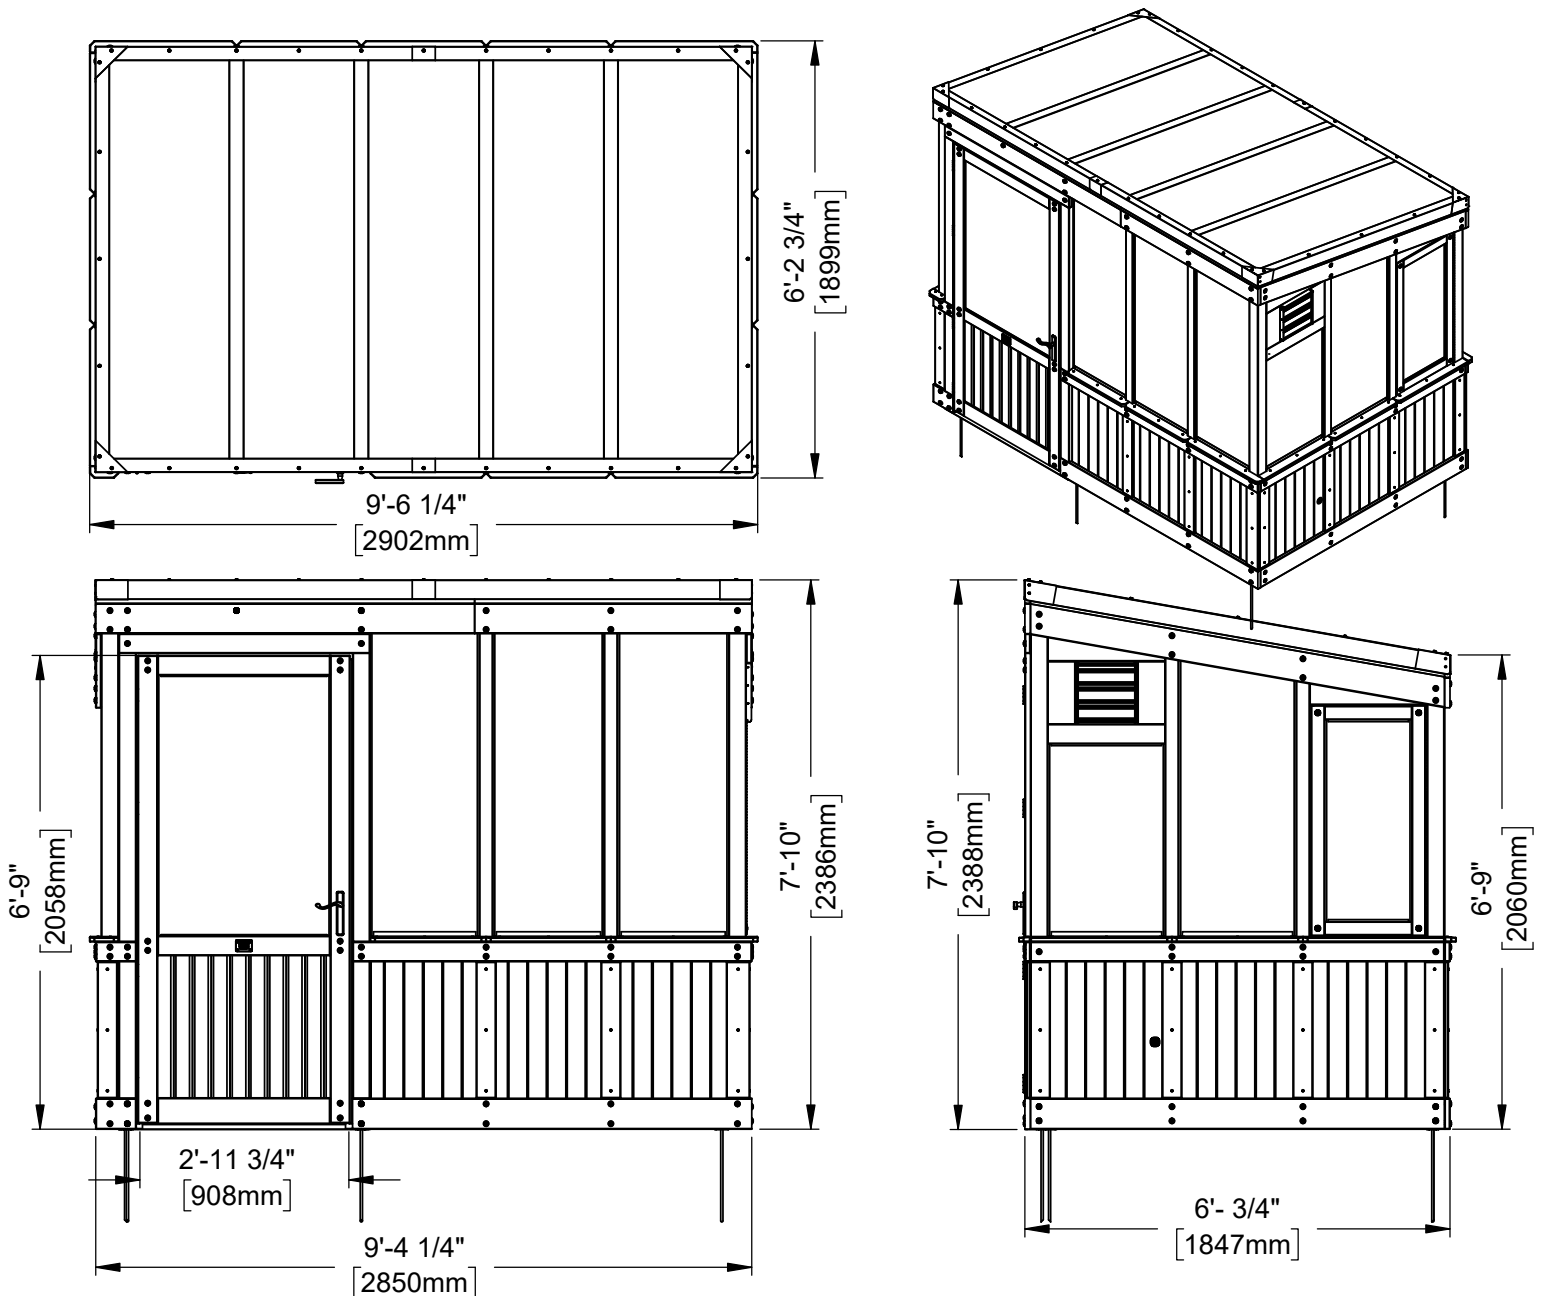 6'-2 3/4"
[1899mm]
9'-6 1/4"
[2902mm]
6'-9"
[2058mm]
7'-10"
[2386mm]
7'-10"
[2388mm]
6'-9"
[2060mm]
2'-11 3/4"
[908mm]
9'-4 1/4"
[2850mm]
6'- 3/4"
[1847mm]